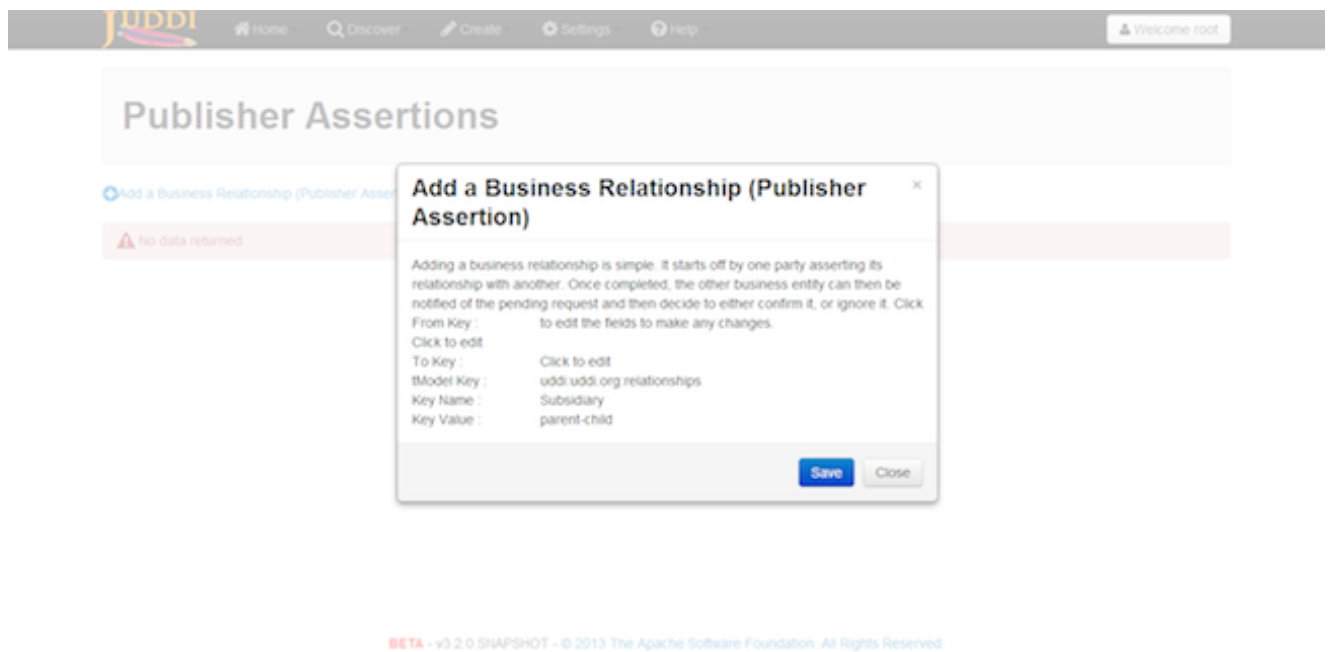 JUDDI
Home Discover Create Settings Help Welcome root
Publisher Assertions
Add a Business Relationship (Publisher Asser
No data returned.
Add a Business Relationship (Publisher ×
Assertion)
Adding a business relationship is simple. It starts off by one party asserting its
relationship with another. Once completed, the other business entity can then be
notified of the pending request and then decide to either confirm it, or ignore it. Click
From Key : to edit the fields to make any changes.
Click to edit
To Key : Click to edit
tModel Key : uddi:uddi.org:relationships
Key Name : Subsidiary
Key Value : parent-child
Save Close
BETA - v3.2.0.SNAPSHOT - © 2013 The Apache Software Foundation. All Rights Reserved.